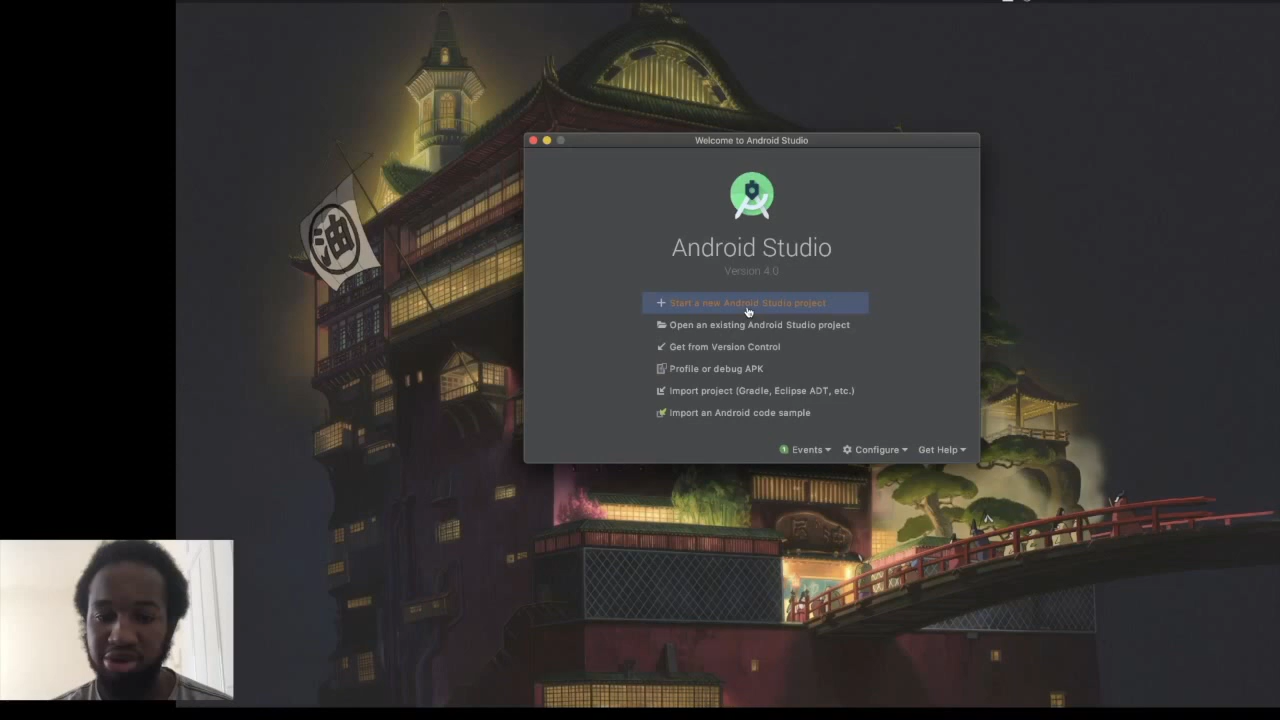 Welcome to Android Studio
油
Android Studio
Version 4.0
Start a new Android Studio project
Open an existing Android Studio project
Get from Version Control
Profile or debug APK
Import project (Gradle, Eclipse ADT, etc.)
Import an Android code sample
1 Events Configure Get Help